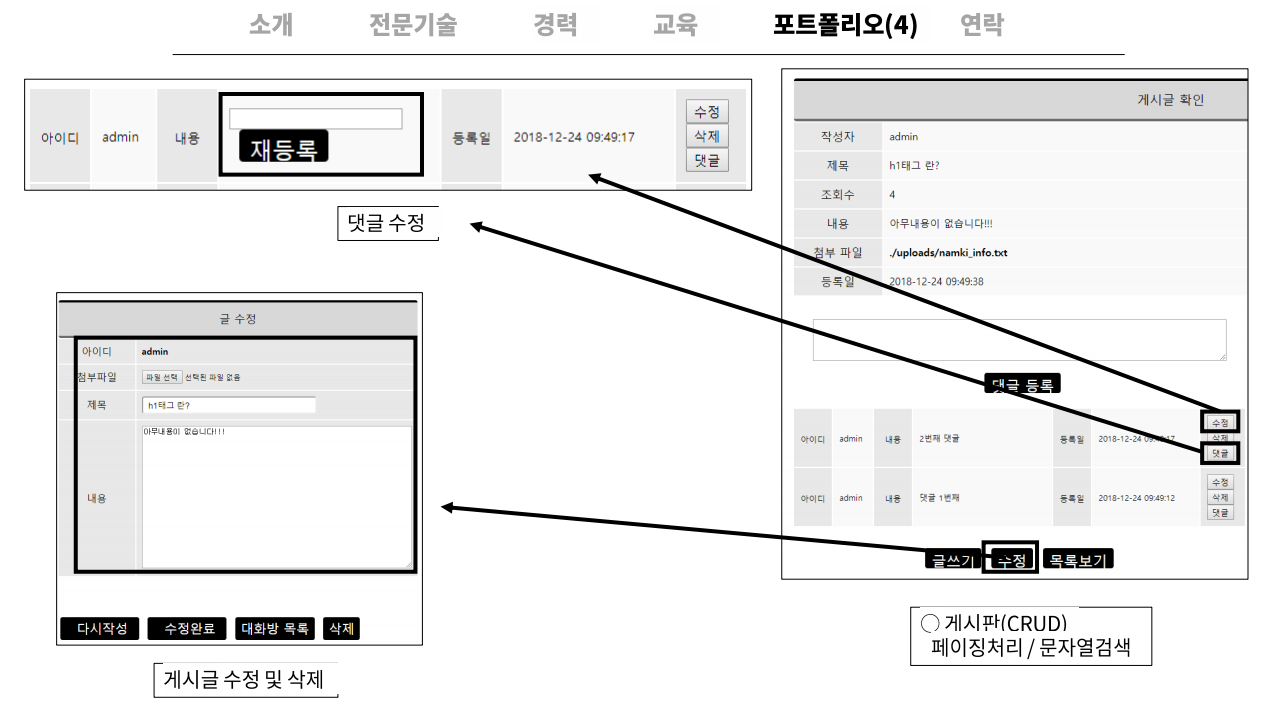 소개 전문기술 경력 교육 포트폴리오(4) 연락
아이디 admin 내용 재등록 등록일 2018-12-24 09:49:17 수정 삭제 댓글
댓글 수정
게시글 확인
작성자 admin
제목 h1태그 란?
조회수 4
내용 아무내용이 없습니다!!!
첨부 파일 ./uploads/namki_info.txt
등록일 2018-12-24 09:49:38
댓글 등록
아이디 admin 내용 2번째 댓글 등록일 2018-12-24 09:49:17 수정 삭제 댓글
아이디 admin 내용 댓글 1번째 등록일 2018-12-24 09:49:12 수정 삭제 댓글
글쓰기 수정 목록보기
○ 게시판(CRUD)
페이징처리 / 문자열검색
글 수정
아이디 admin
첨부파일 파일 선택 선택된 파일 없음
제목 h1태그 란?
내용 아무내용이 없습니다!!!
다시작성 수정완료 대화방 목록 삭제
게시글 수정 및 삭제